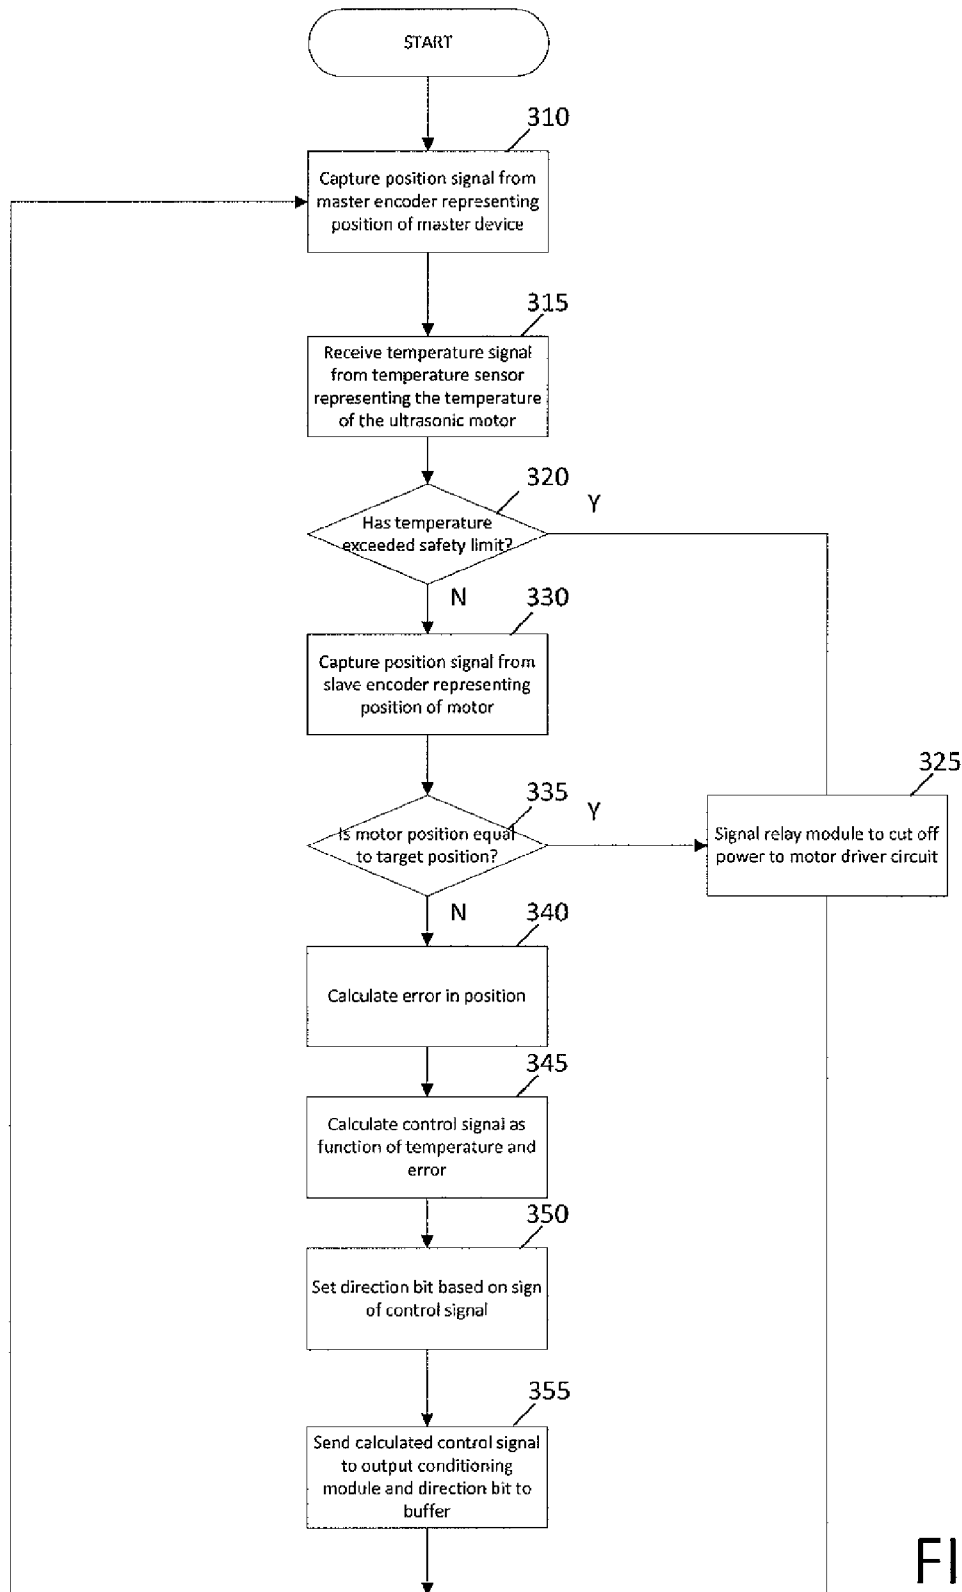 START
310
Capture position signal from
master encoder representing
position of master device
315
Receive temperature signal
from temperature sensor
representing the temperature
of the ultrasonic motor
320
Y
Has temperature
exceeded safety limit?
N
330
Capture position signal from
slave encoder representing
position of motor
325
335
Y
Is motor position equal
to target position?
Signal relay module to cut off
power to motor driver circuit
N
340
Calculate error in position
345
Calculate control signal as
function of temperature and
error
350
Set direction bit based on sign
of control signal
355
Send calculated control signal
to output conditioning
module and direction bit to
buffer
FI